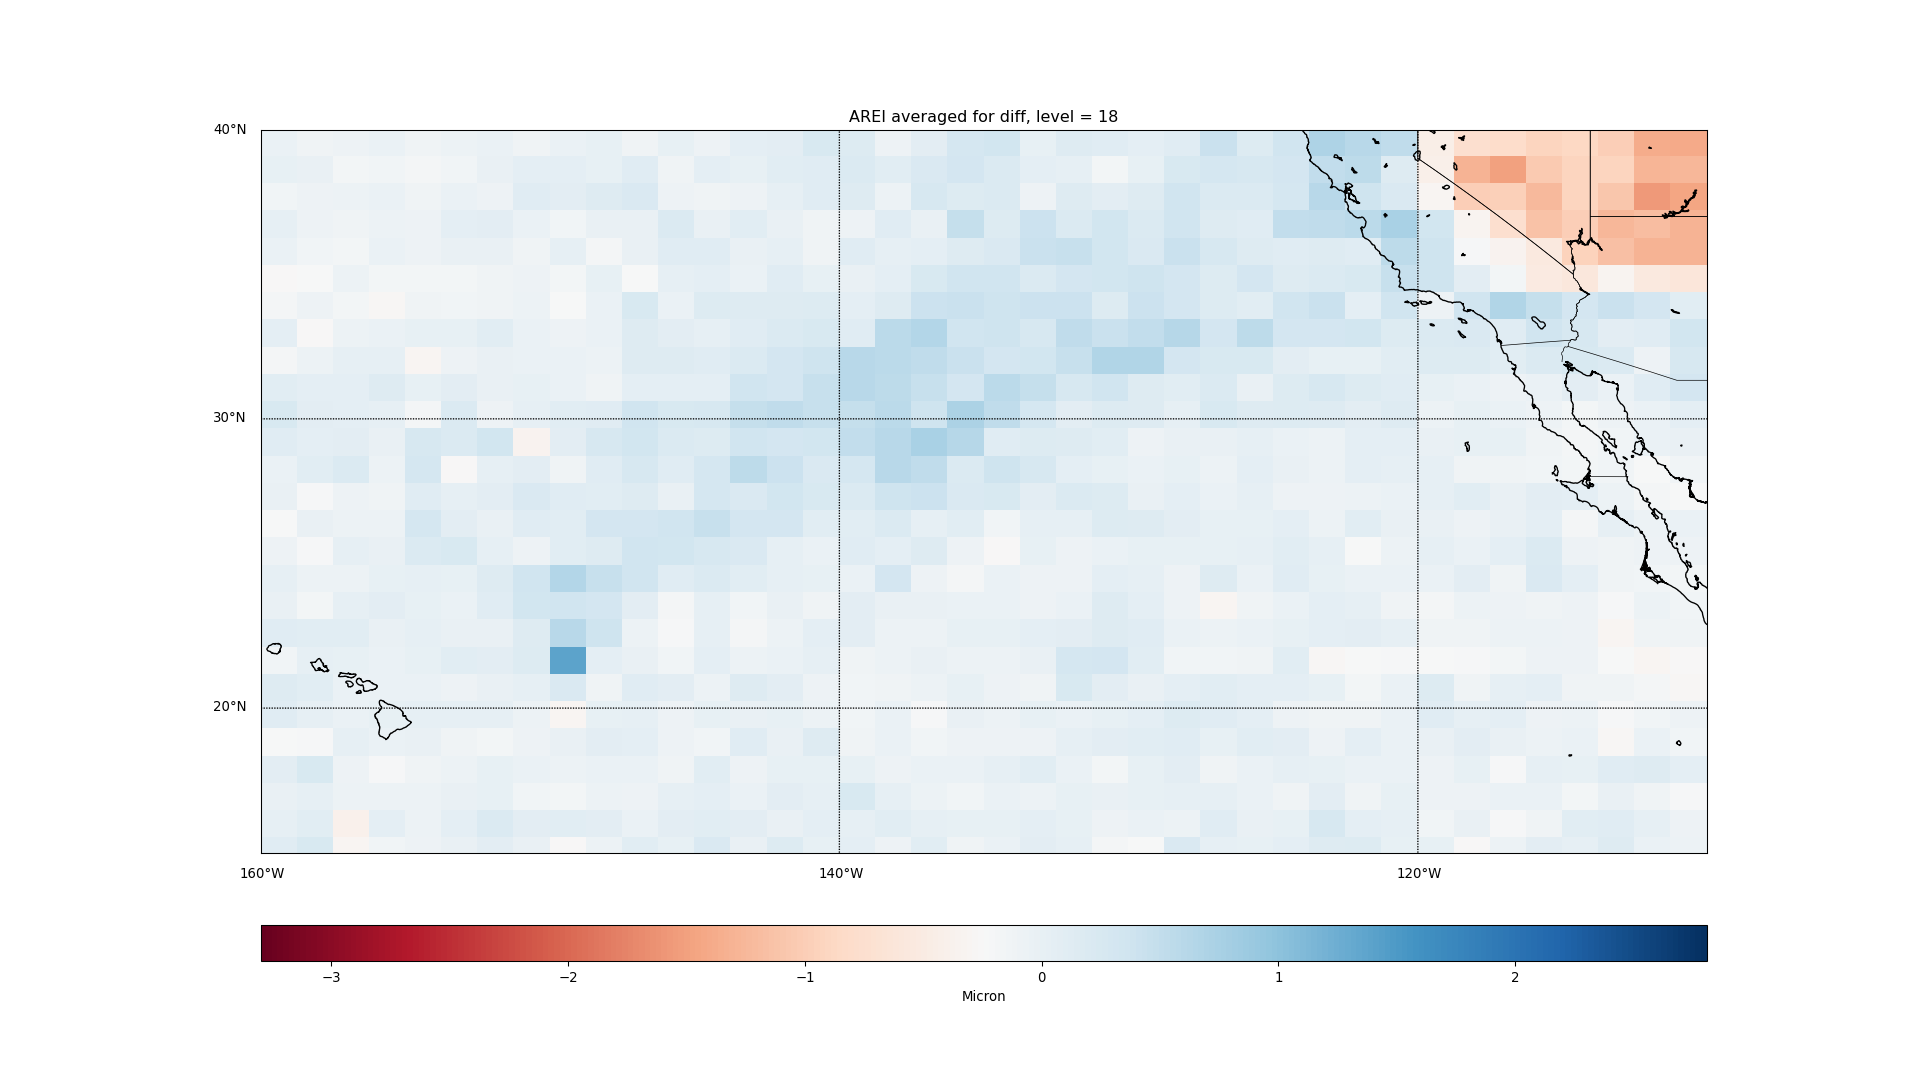 AREI averaged for diff, level = 18
40°N
30°N
20°N
160°W 140°W 120°W
−3 −2 −1 0 1 2
Micron